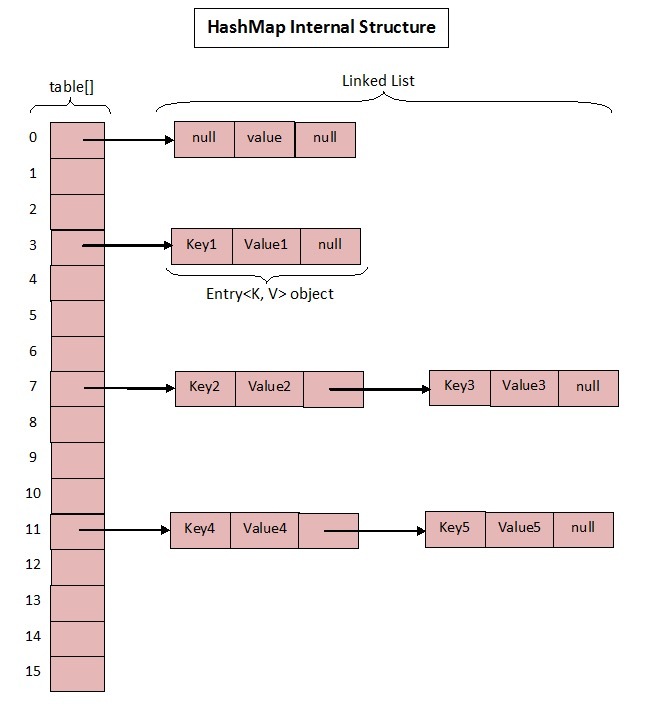 HashMap Internal Structure
table[]
Linked List
0
null value null
1
2
3
Key1 Value1 null
4
Entry<K, V> object
5
6
7
Key2 Value2
Key3 Value3 null
8
9
10
11
Key4 Value4
Key5 Value5 null
12
13
14
15